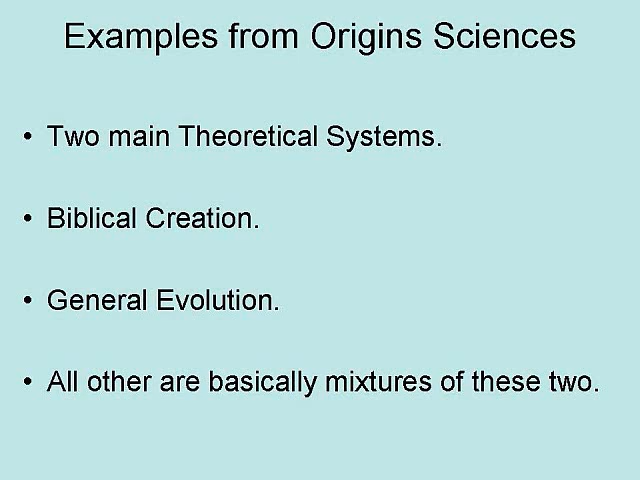 Examples from Origins Sciences
• Two main Theoretical Systems.
• Biblical Creation.
• General Evolution.
• All other are basically mixtures of these two.